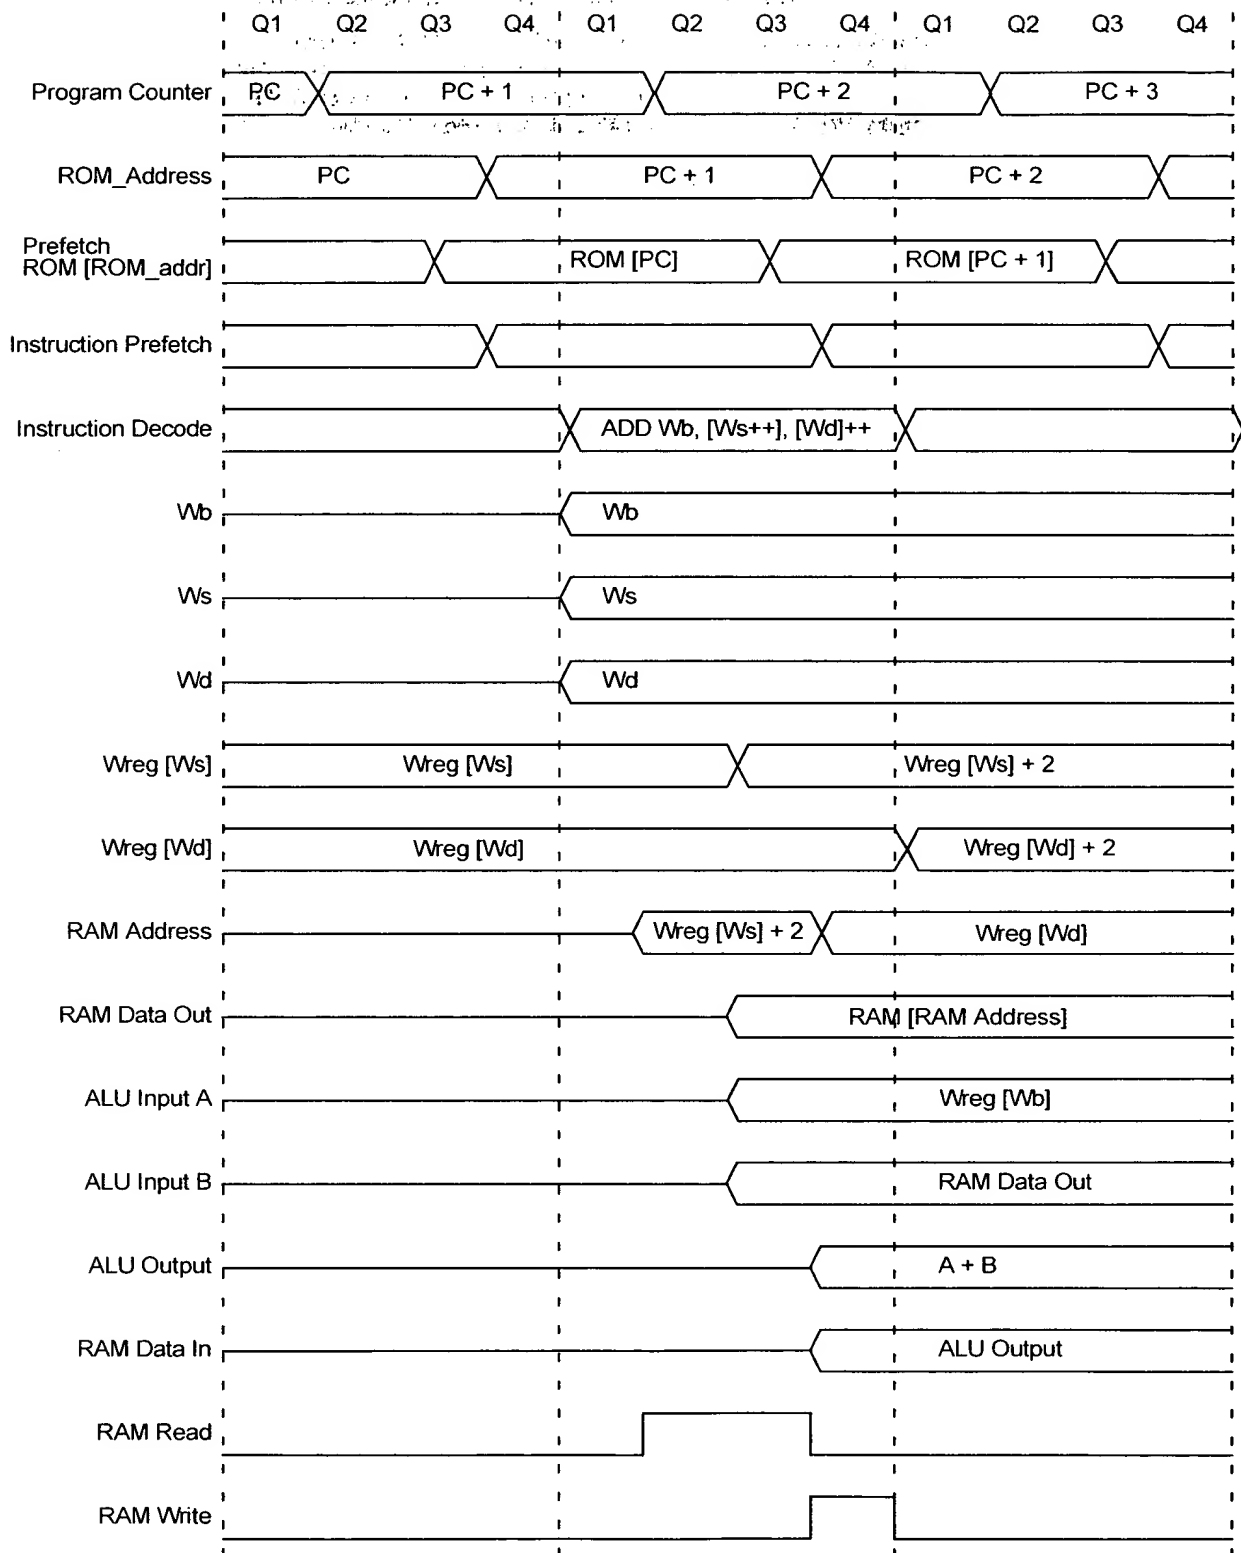 Q1 Q2 Q3 Q4 Q1 Q2 Q3 Q4 Q1 Q2 Q3 Q4
Program Counter PC PC + 1 PC + 2 PC + 3
ROM_Address PC PC + 1 PC + 2
Prefetch
ROM [ROM_addr] ROM [PC] ROM [PC + 1]
Instruction Prefetch
Instruction Decode ADD Wb, [Ws++], [Wd]++
Wb Wb
Ws Ws
Wd Wd
Wreg [Ws] Wreg [Ws] Wreg [Ws] + 2
Wreg [Wd] Wreg [Wd] Wreg [Wd] + 2
RAM Address Wreg [Ws] + 2 Wreg [Wd]
RAM Data Out RAM [RAM Address]
ALU Input A Wreg [Wb]
ALU Input B RAM Data Out
ALU Output A + B
RAM Data In ALU Output
RAM Read
RAM Write